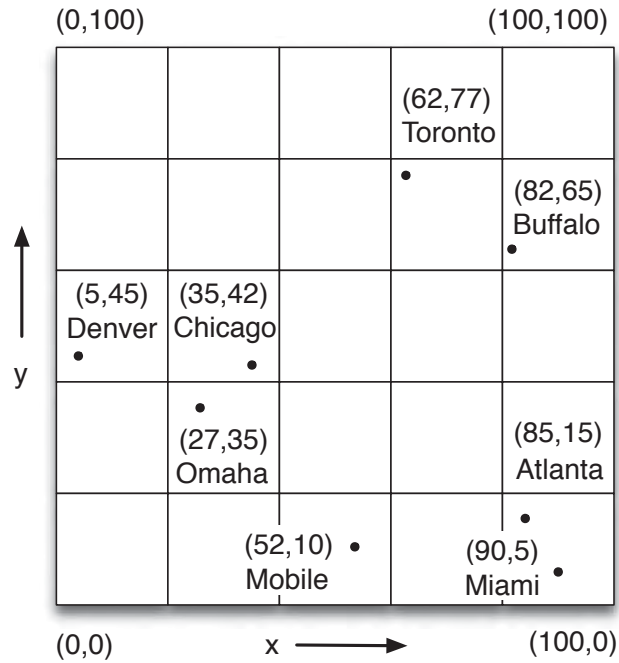 (0,100)
(100,100)
(62,77)
Toronto
(82,65)
Buffalo
(5,45)
Denver
(35,42)
Chicago
y
(27,35)
Omaha
(85,15)
Atlanta
(52,10)
Mobile
(90,5)
Miami
(0,0)
x
(100,0)